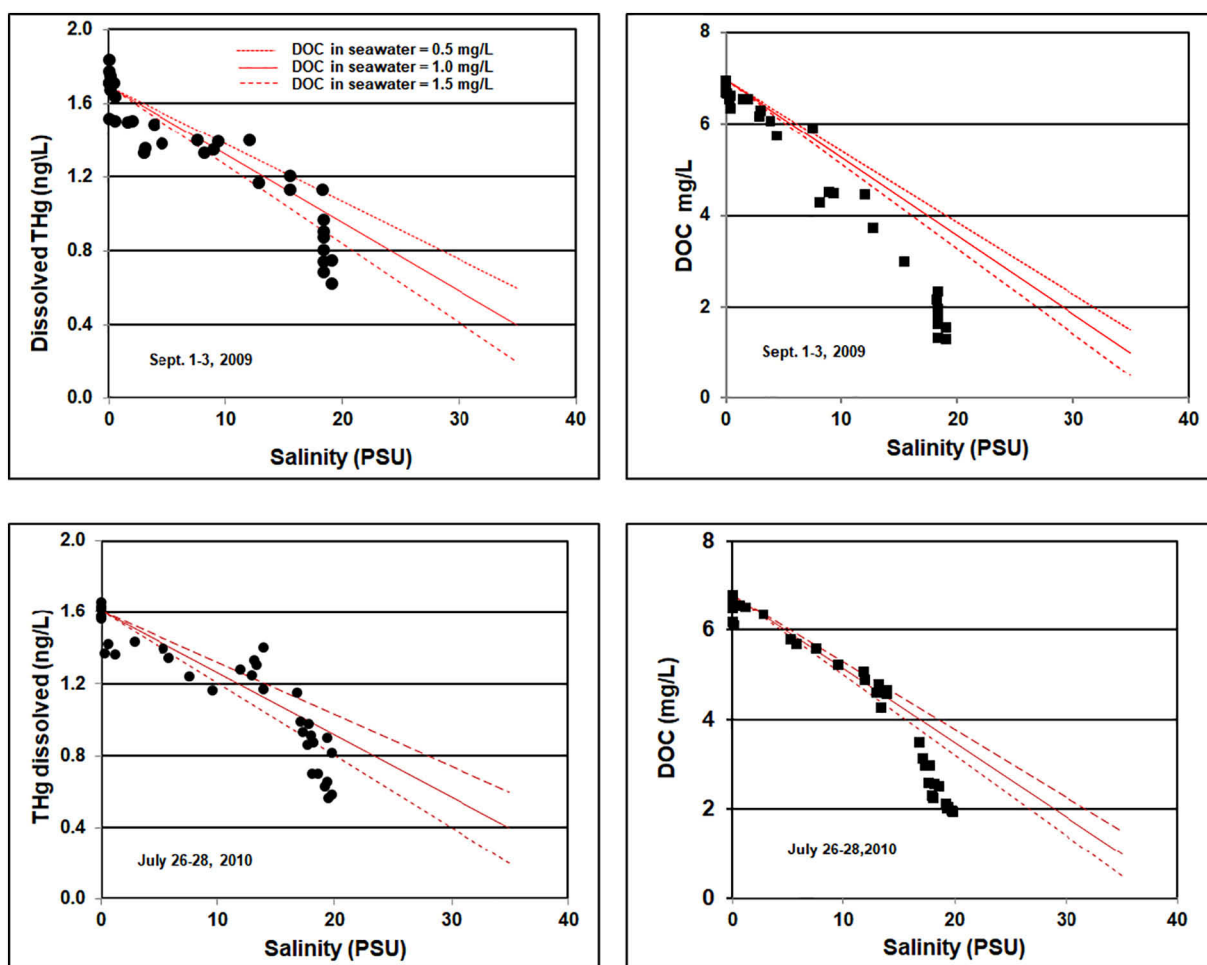 2.0
1.6
1.2
0.8
0.4
0.0
Dissolved THg (ng\L)
DOC in seawater = 0.5 mg/L
DOC in seawater = 1.0 mg/L
DOC in seawater = 1.5 mg/L
Sept. 1-3, 2009
0 10 20 30 40
Salinity (PSU)
8
6
4
2
0
DOC mg/L
Sept. 1-3, 2009
0 10 20 30 40
Salinity (PSU)
2.0
1.6
1.2
0.8
0.4
0.0
THg dissolved (ng/L)
July 26-28, 2010
0 10 20 30 40
Salinity (PSU)
8
6
4
2
0
DOC (mg/L)
July 26-28,2010
0 10 20 30 40
Salinity (PSU)